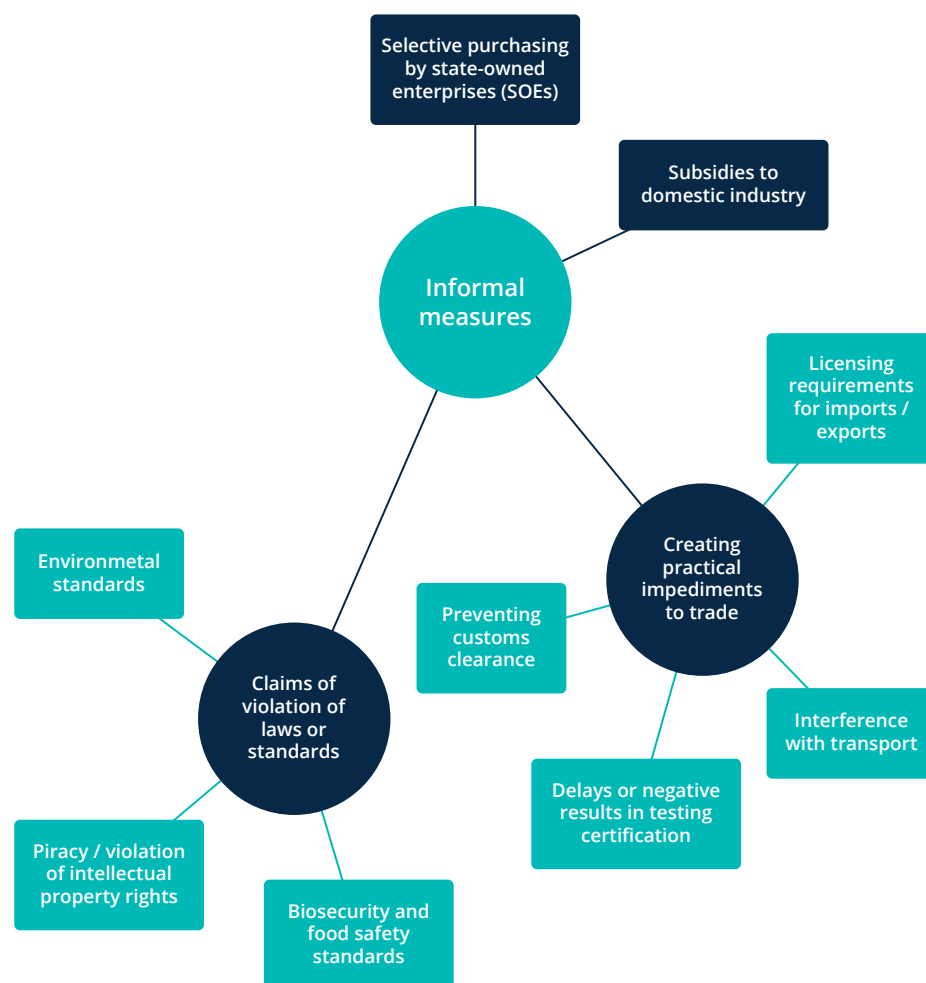 Selective purchasing
by state-owned
enterprises (SOEs)
Subsidies to
domestic industry
Informal
measures
Licensing
requirements
for imports /
exports
Creating
practical
impediments
to trade
Environmetal
standards
Preventing
customs
clearance
Claims of
violation of
laws or
standards
Interference
with transport
Delays or negative
results in testing
certification
Piracy / violation
of intellectual
property rights
Biosecurity and
food safety
standards